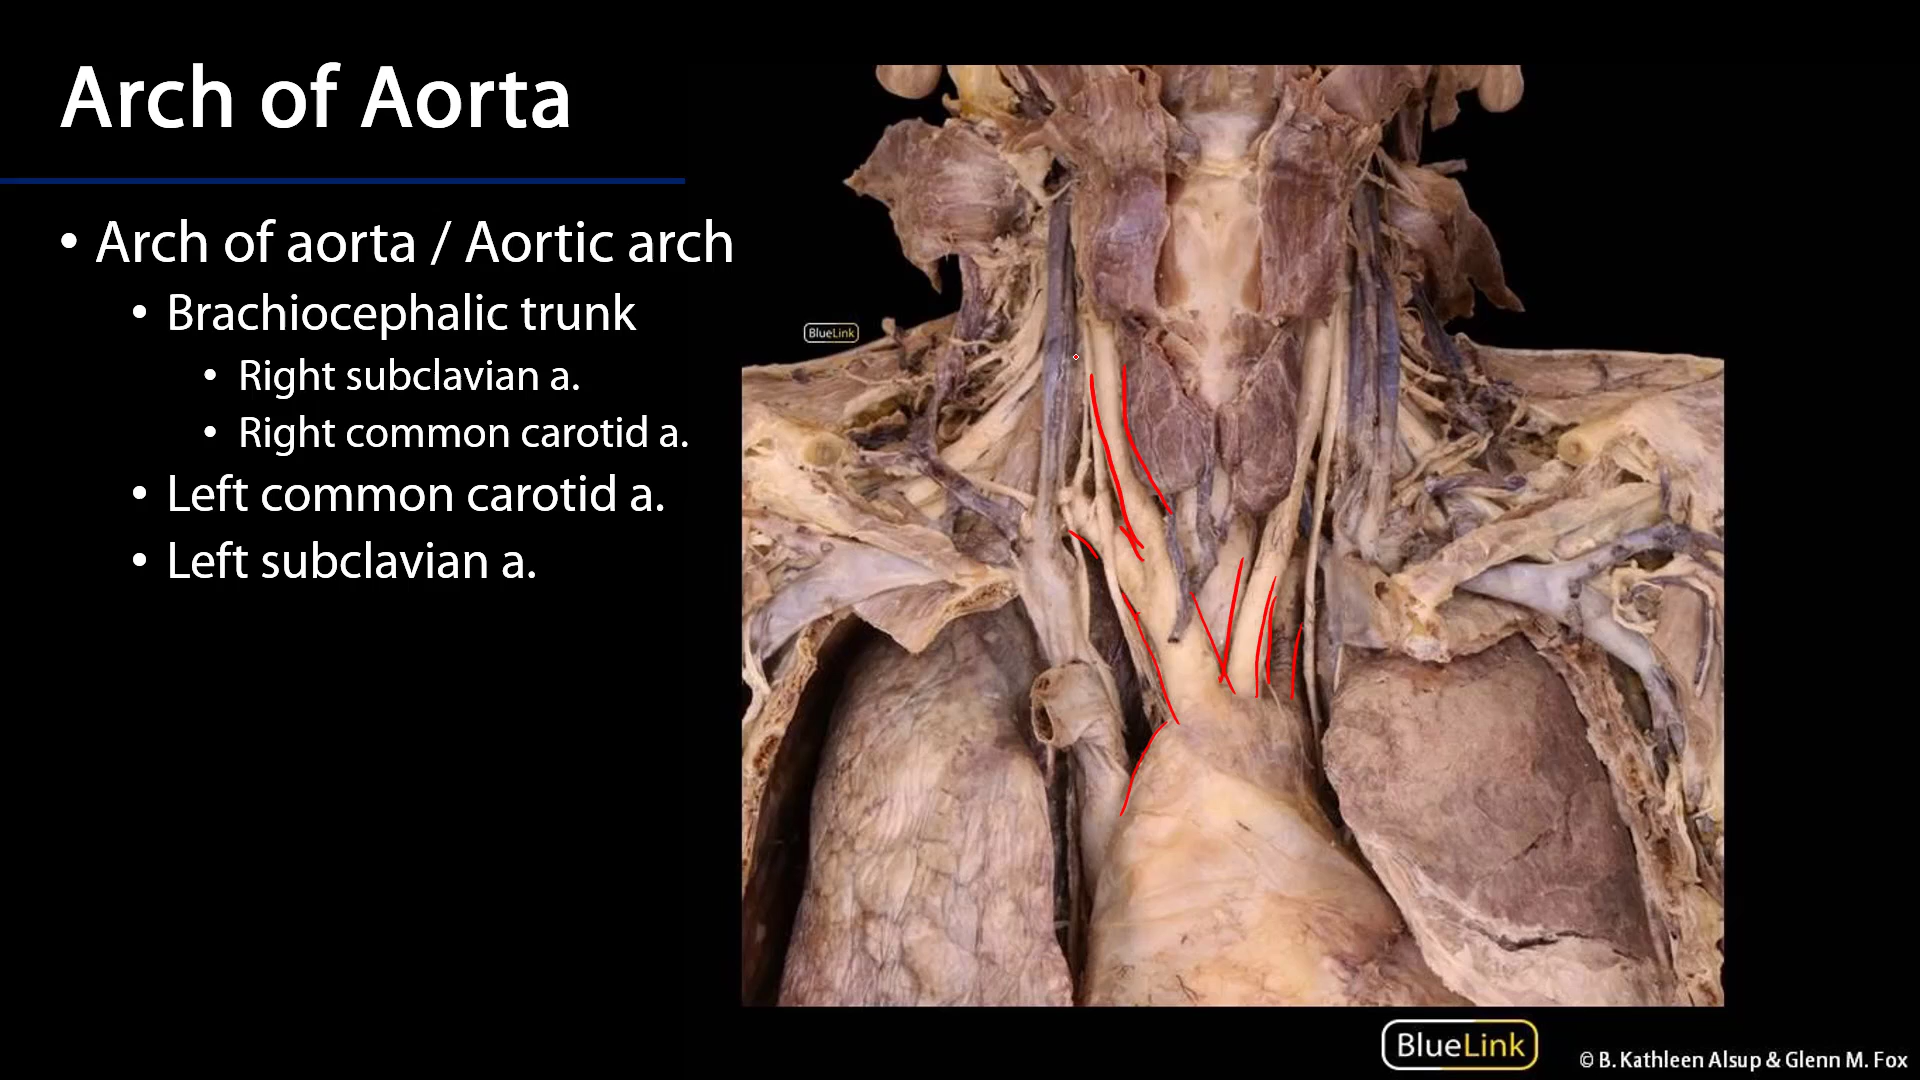 Arch of Aorta
• Arch of aorta / Aortic arch
• Brachiocephalic trunk
• Right subclavian a.
• Right common carotid a.
• Left common carotid a.
• Left subclavian a.
BlueLink
BlueLink
© B. Kathleen Alsup & Glenn M. Fox